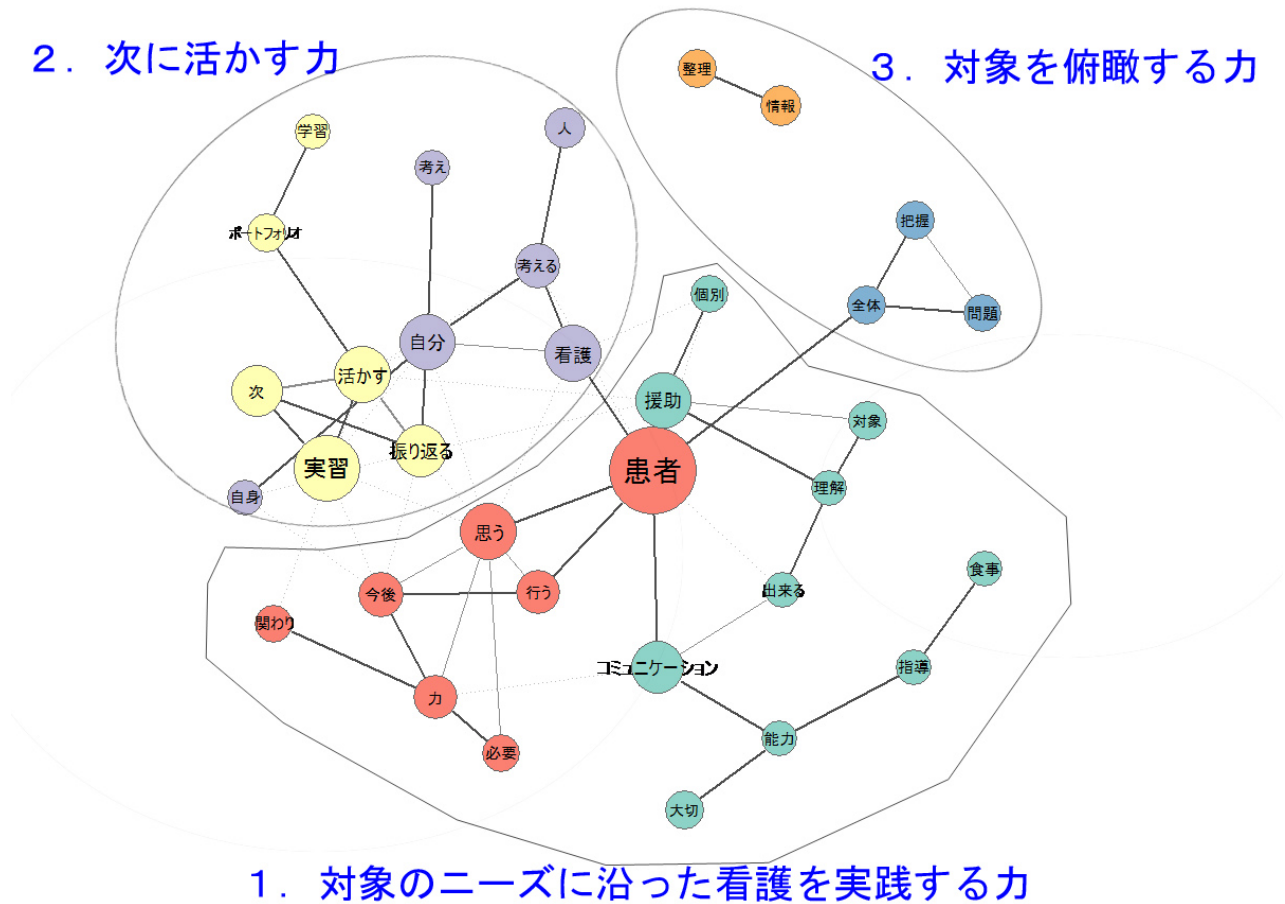 ２．次に活かす力
３．対象を俯瞰する力
整理
情報
学習
人
考え
ポートフォリオ
把握
考える
個別
全体
問題
自分
看護
活かす
次
援助
対象
振り返る
実習
患者
理解
自身
思う
食事
今後
行う
出来る
関わり
コミュニケーション
指導
力
能力
必要
大切
１．対象のニーズに沿った看護を実践する力